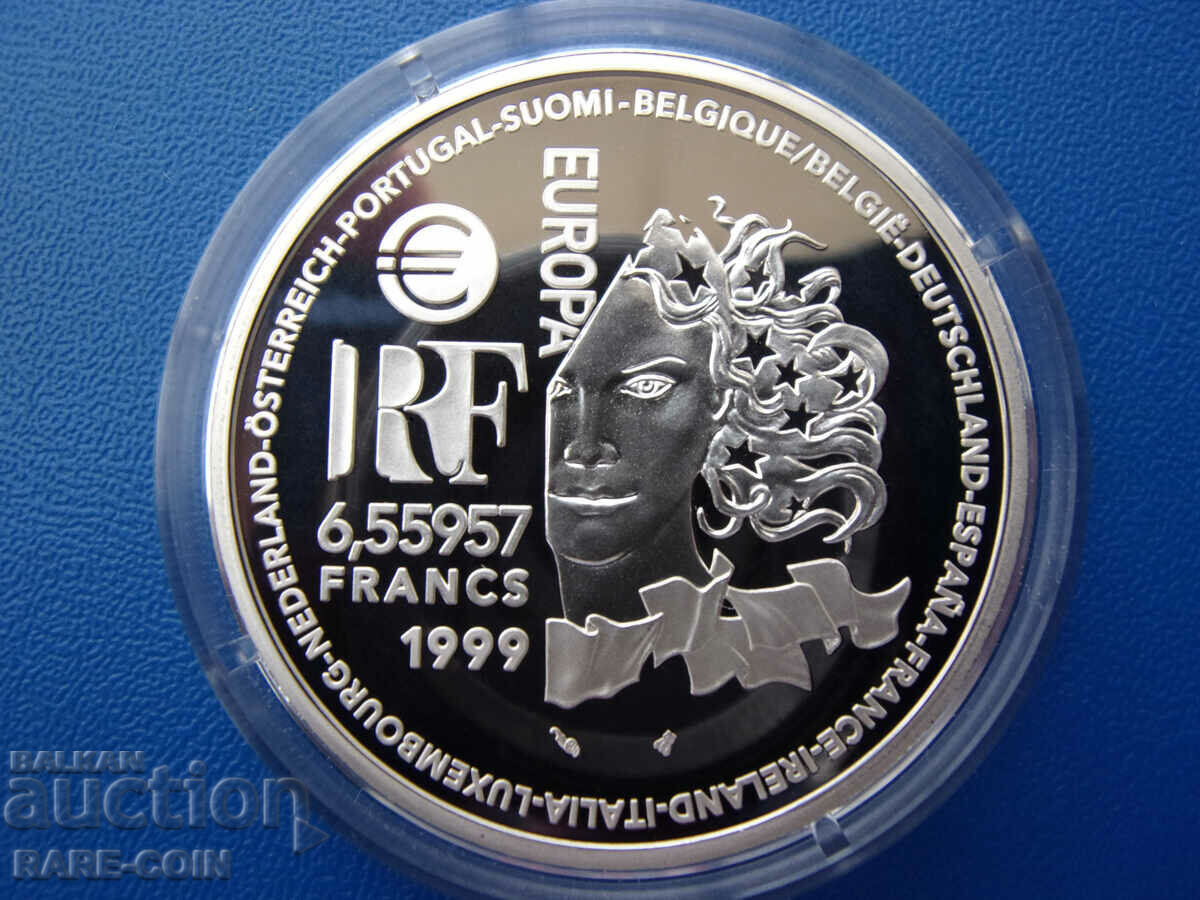 BELGIQUE/BELGIË-DEUTSCHLAND-ESPAÑA-FRANCE-IRELAND-ITALIA-LUXEMBOURG-NEDERLAND-ÖSTERREICH-PORTUGAL-SUOMI-
EUROPA
RF
6,55957
FRANCS
1999
BALKAN
auction
RARE-COIN